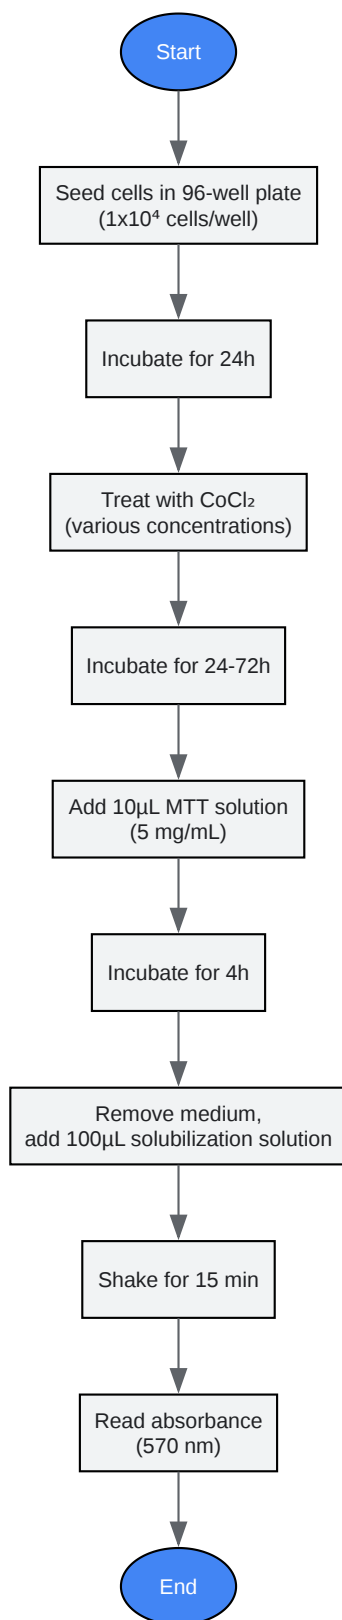 Start
Seed cells in 96-well plate
(1x10⁴ cells/well)
Incubate for 24h
Treat with CoCl₂
(various concentrations)
Incubate for 24-72h
Add 10µL MTT solution
(5 mg/mL)
Incubate for 4h
Remove medium,
add 100µL solubilization solution
Shake for 15 min
Read absorbance
(570 nm)
End